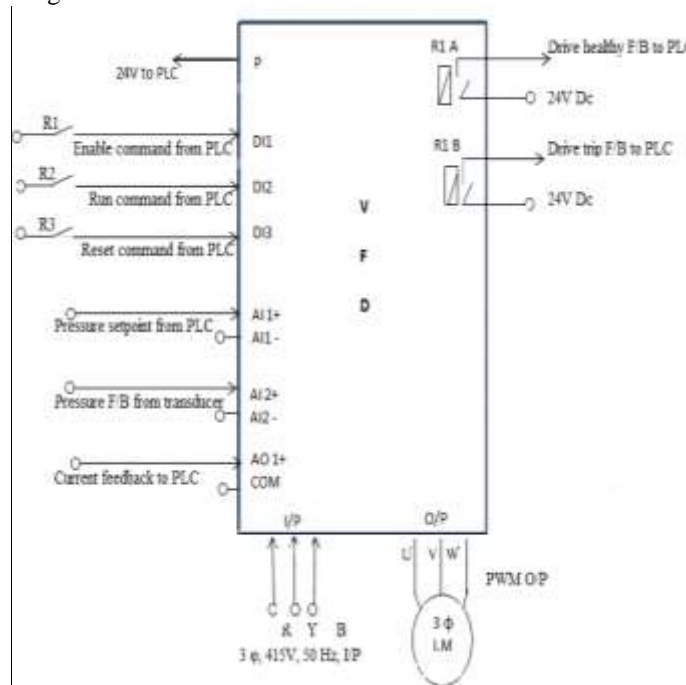 R1 A
Drive healthy F/B to PLC
P
24V to PLC
24V Dc
R1
DI1
Enable command from PLC
R1 B
Drive trip F/B to PLC
R2
DI2
Run command from PLC
24V Dc
V
R3
DI3
Reset command from PLC
F
D
AI 1+
Pressure setpoint from PLC
AI1 -
AI 2+
Pressure F/B from transducer
AI2 -
AO 1+
Current feedback to PLC
COM
I/P
O/P
U V W
PWM O/P
R Y B
3 φ
I.M
3 φ, 415V, 50 Hz, I/P